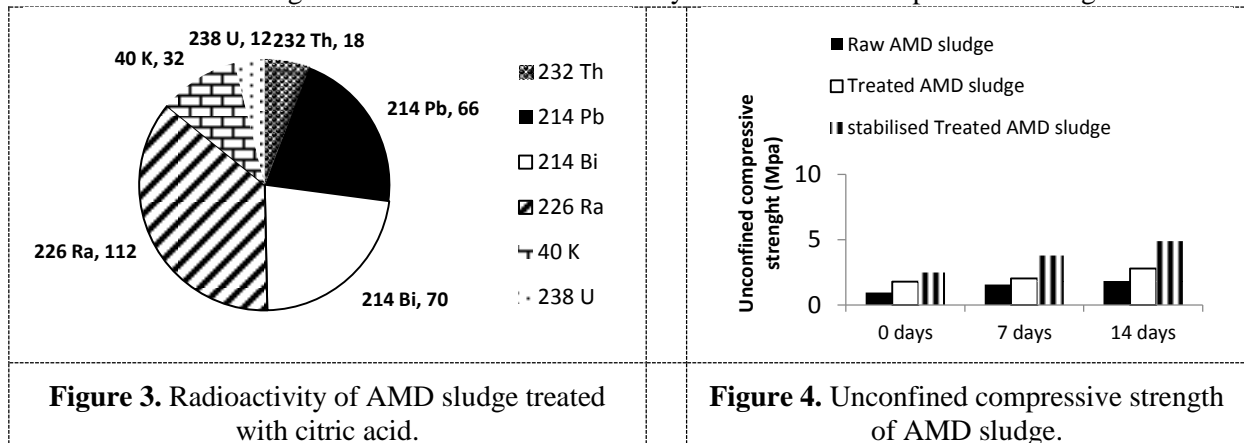 238 U, 12
232 Th, 18
40 K, 32
214 Pb, 66
226 Ra, 112
214 Bi, 70
232 Th
214 Pb
214 Bi
226 Ra
40 K
238 U
Figure 3. Radioactivity of AMD sludge treated
with citric acid.
Raw AMD sludge
Treated AMD sludge
stabilised Treated AMD sludge
Unconfined compressive
strenght (Mpa)
10
5
0
0 days
7 days
14 days
Figure 4. Unconfined compressive strength
of AMD sludge.